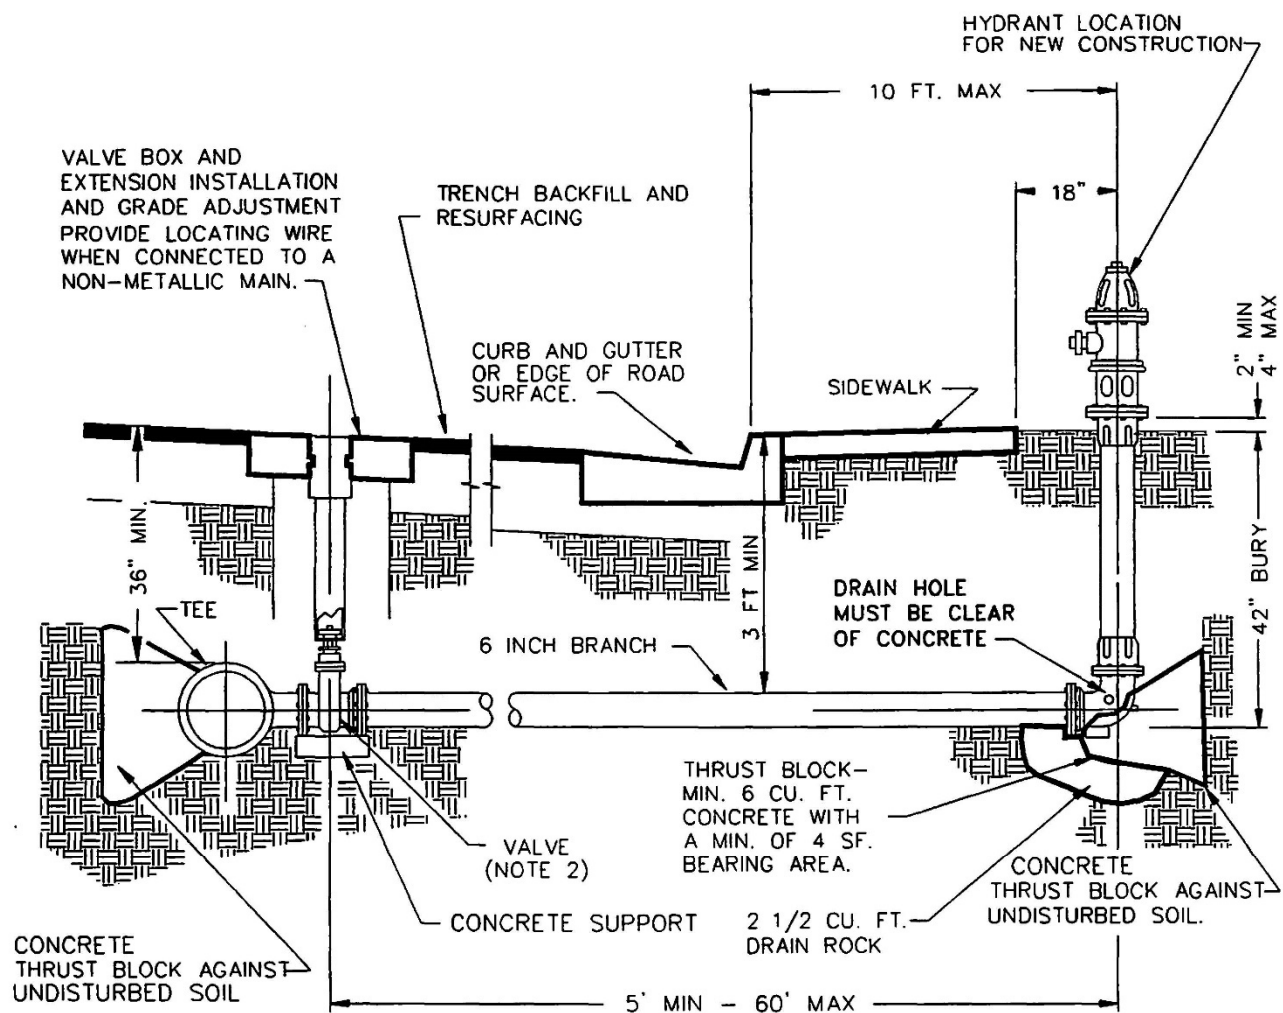 HYDRANT LOCATION
FOR NEW CONSTRUCTION
10 FT. MAX
VALVE BOX AND
EXTENSION INSTALLATION
AND GRADE ADJUSTMENT
PROVIDE LOCATING WIRE
WHEN CONNECTED TO A
NON-METALLIC MAIN.
TRENCH BACKFILL AND
RESURFACING
18"
2" MIN
4" MAX
CURB AND GUTTER
OR EDGE OF ROAD
SURFACE.
SIDEWALK
36" MIN.
TEE
3 FT MIN
DRAIN HOLE
MUST BE CLEAR
OF CONCRETE
42" BURY
6 INCH BRANCH
THRUST BLOCK-
MIN. 6 CU. FT.
CONCRETE WITH
A MIN. OF 4 SF.
BEARING AREA.
VALVE
(NOTE 2)
CONCRETE
THRUST BLOCK AGAINST
UNDISTURBED SOIL.
CONCRETE SUPPORT
2 1/2 CU. FT.
DRAIN ROCK
CONCRETE
THRUST BLOCK AGAINST
UNDISTURBED SOIL
5' MIN - 60' MAX